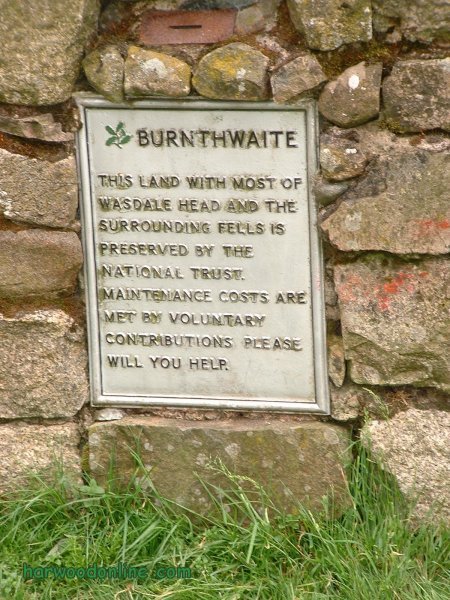 BURNTHWAITE
THIS LAND WITH MOST OF
WASDALE HEAD AND THE
SURROUNDING FELLS IS
PRESERVED BY THE
NATIONAL TRUST.
MAINTENANCE COSTS ARE
MET BY VOLUNTARY
CONTRIBUTIONS PLEASE
WILL YOU HELP.
harwoodonline.com